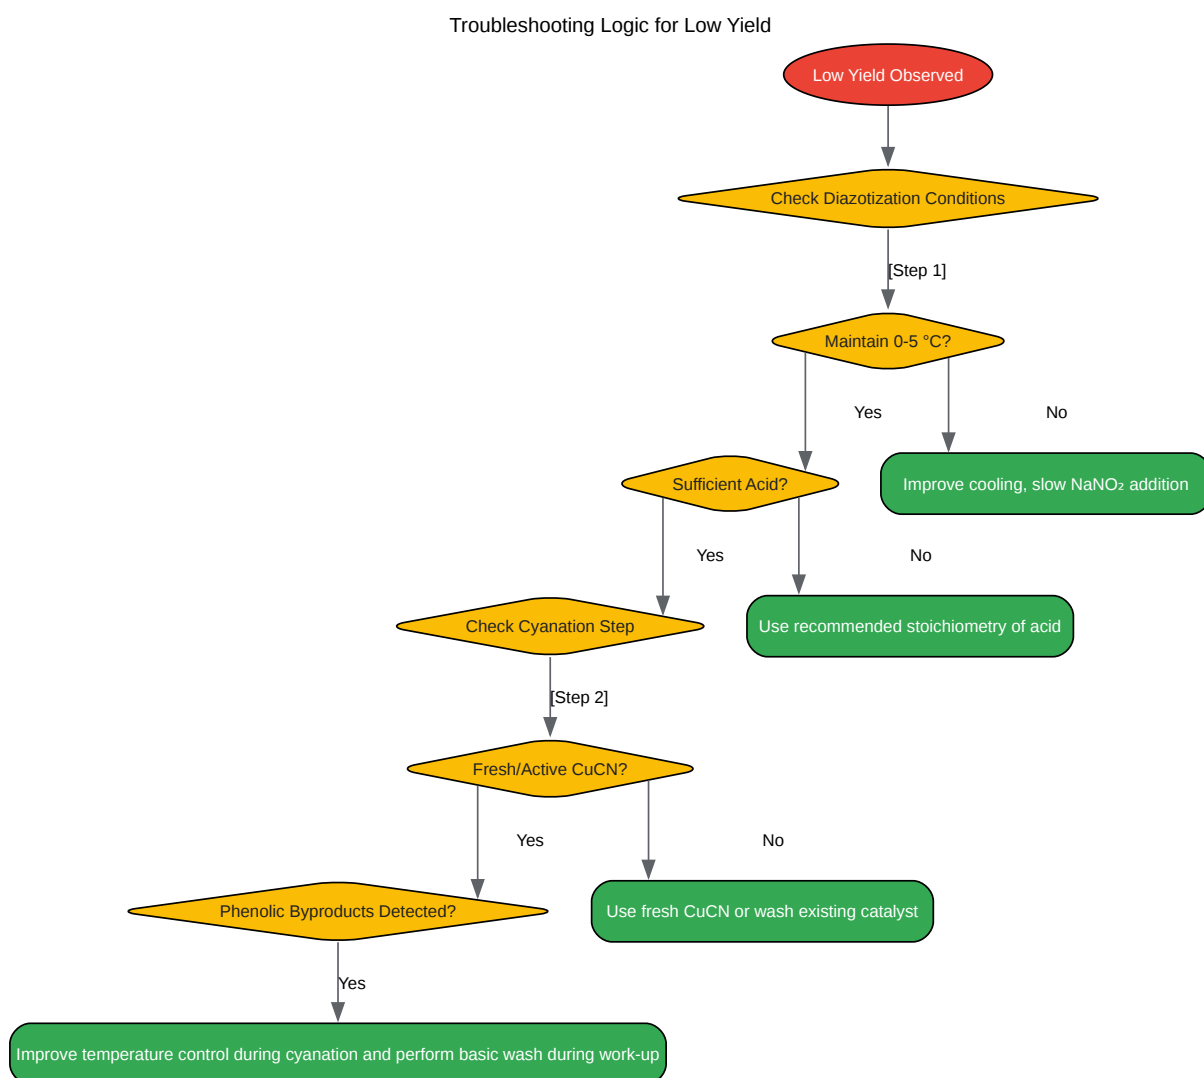 Troubleshooting Logic for Low Yield
Low Yield Observed
Check Diazotization Conditions
[Step 1]
Maintain 0-5 °C?
Yes
No
Sufficient Acid?
Improve cooling, slow NaNO₂ addition
Yes
No
Check Cyanation Step
Use recommended stoichiometry of acid
[Step 2]
Fresh/Active CuCN?
Yes
No
Phenolic Byproducts Detected?
Use fresh CuCN or wash existing catalyst
Yes
Improve temperature control during cyanation and perform basic wash during work-up